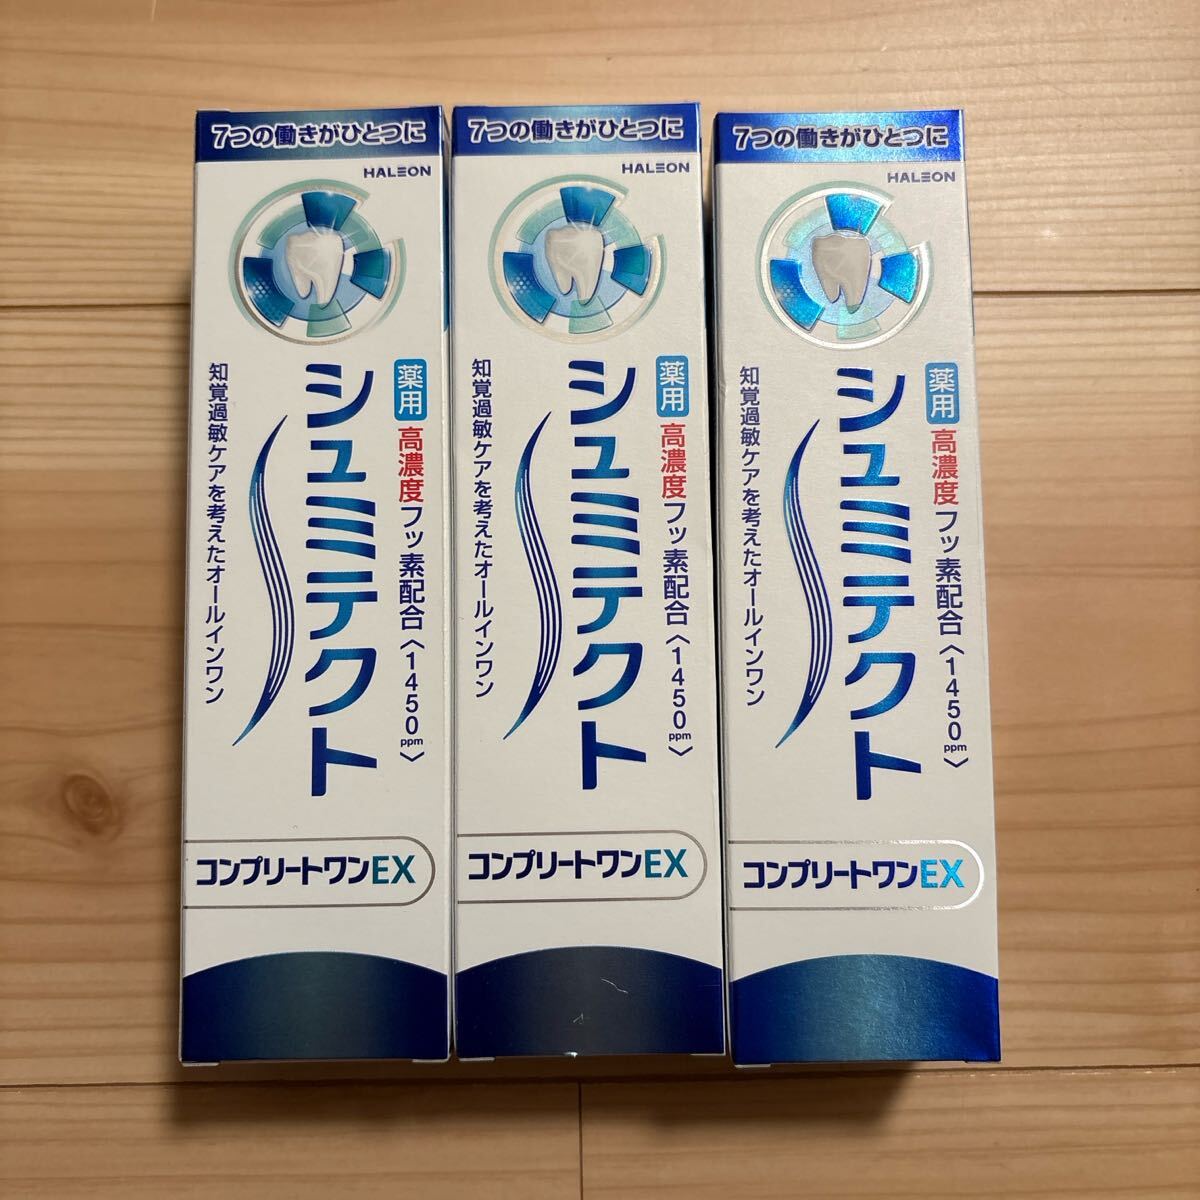 7つの働きがひとつに
HALEON
薬用 高濃度フッ素配合〈1450ppm〉
シュミテクト
知覚過敏ケアを考えたオールインワン
コンプリートワンEX
7つの働きがひとつに
HALEON
薬用 高濃度フッ素配合〈1450ppm〉
シュミテクト
知覚過敏ケアを考えたオールインワン
コンプリートワンEX
7つの働きがひとつに
HALEON
薬用 高濃度フッ素配合〈1450ppm〉
シュミテクト
知覚過敏ケアを考えたオールインワン
コンプリートワンEX